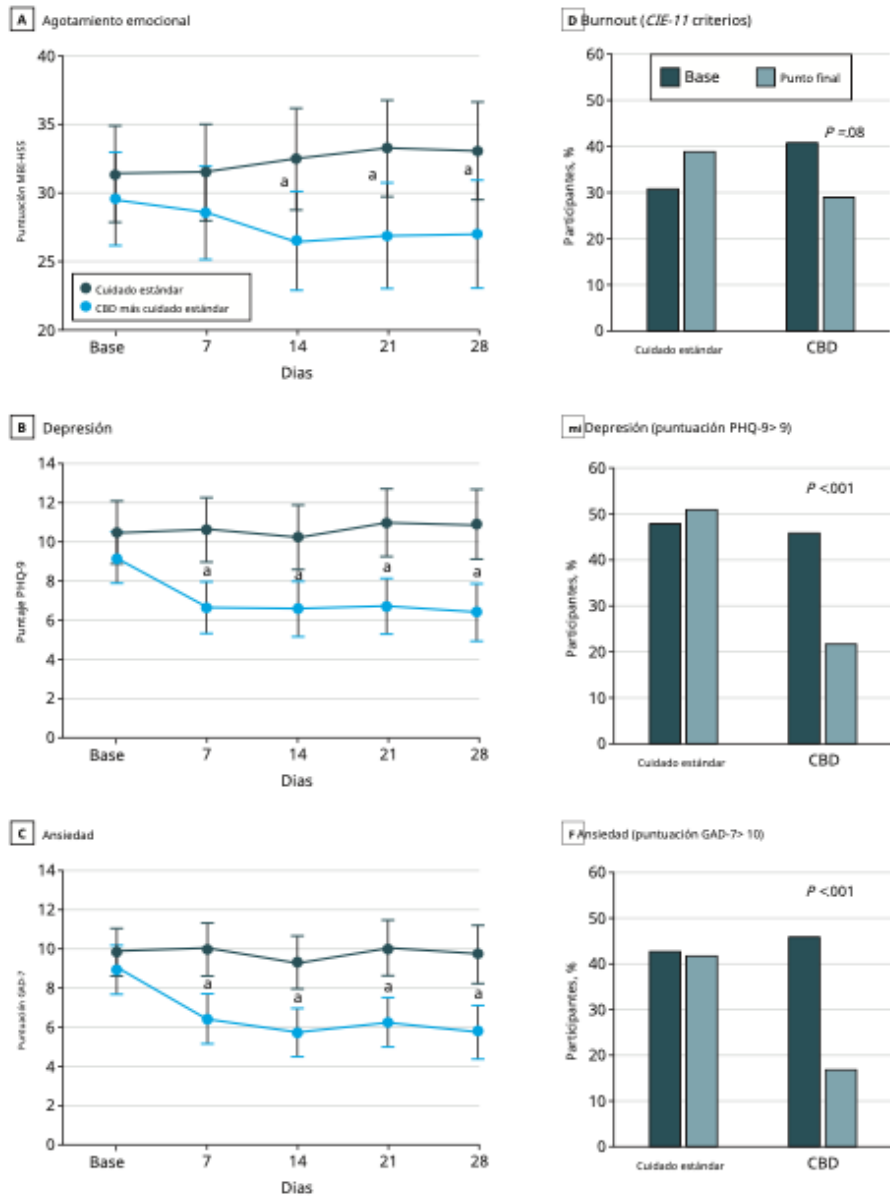 A Agotamiento emocional
40
35
30
25
20
Puntuación MBI-HSS
a a a
Cuidado estándar
CBD más cuidado estándar
Base 7 14 21 28
Dias
D Burnout (CIE-11 criterios)
60
50
40
30
20
10
0
Participantes, %
Base Punto final
P =.08
Cuidado estándar CBD
B Depresión
14
12
10
8
6
4
2
0
Puntaje PHQ-9
a a a a
Base 7 14 21 28
Dias
mi Depresión (puntuación PHQ-9> 9)
60
50
40
30
20
10
0
Participantes, %
P <.001
Cuidado estándar CBD
C Ansiedad
14
12
10
8
6
4
2
0
Puntuación GAD-7
a a a a
Base 7 14 21 28
Dias
F Ansiedad (puntuación GAD-7> 10)
60
50
40
30
20
10
0
Participantes, %
P <.001
Cuidado estándar CBD